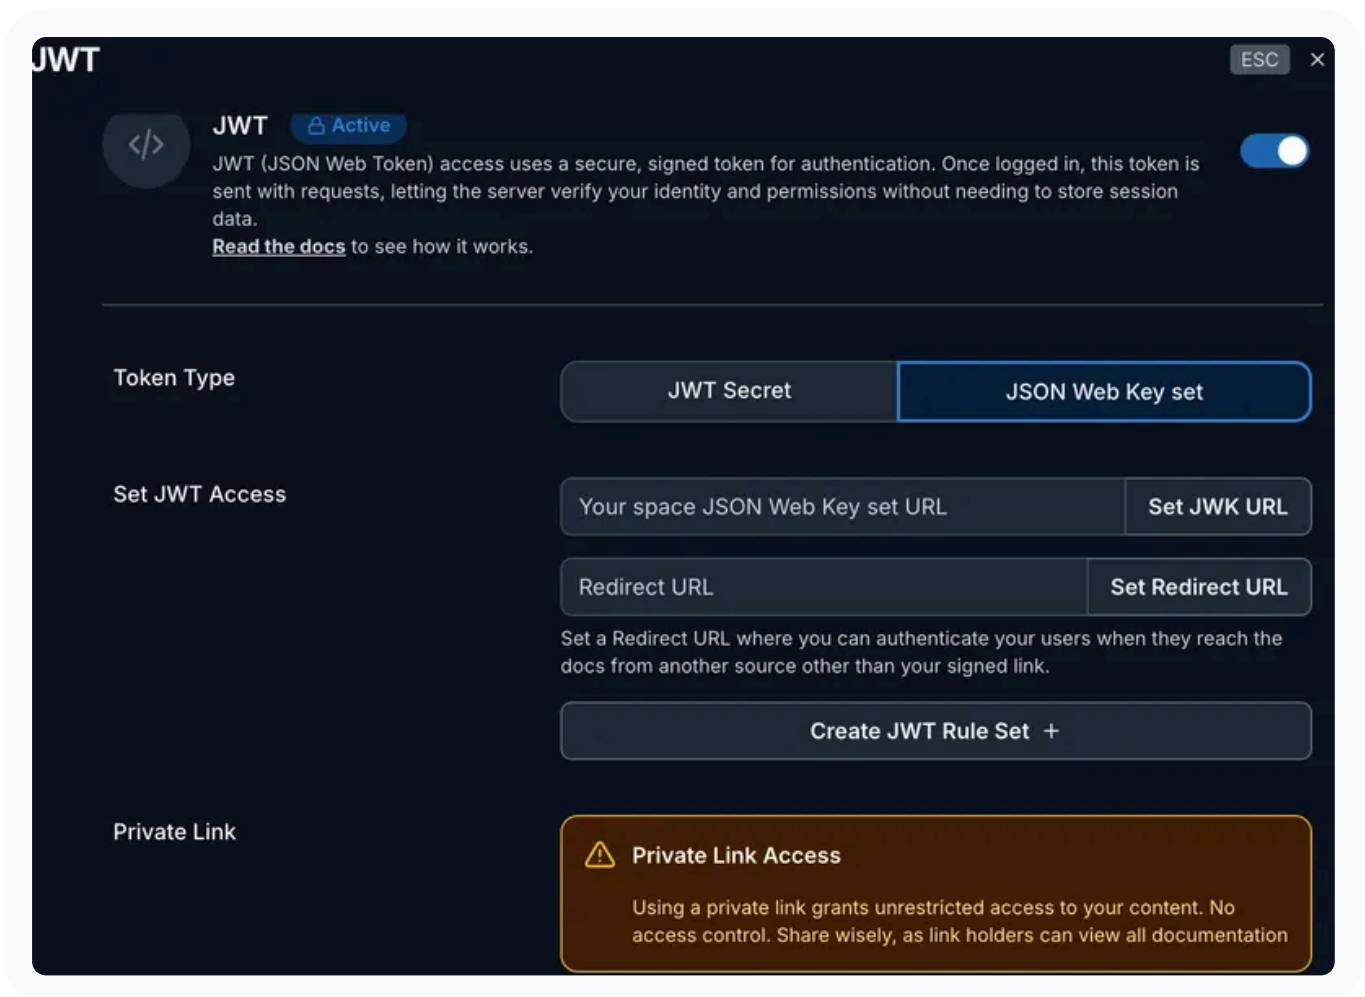 JWT
ESC ×
JWT Active
</>
JWT (JSON Web Token) access uses a secure, signed token for authentication. Once logged in, this token is
sent with requests, letting the server verify your identity and permissions without needing to store session
data.
Read the docs to see how it works.
Token Type
JWT Secret
JSON Web Key set
Set JWT Access
Your space JSON Web Key set URL
Set JWK URL
Redirect URL
Set Redirect URL
Set a Redirect URL where you can authenticate your users when they reach the
docs from another source other than your signed link.
Create JWT Rule Set +
Private Link
Private Link Access
Using a private link grants unrestricted access to your content. No
access control. Share wisely, as link holders can view all documentation